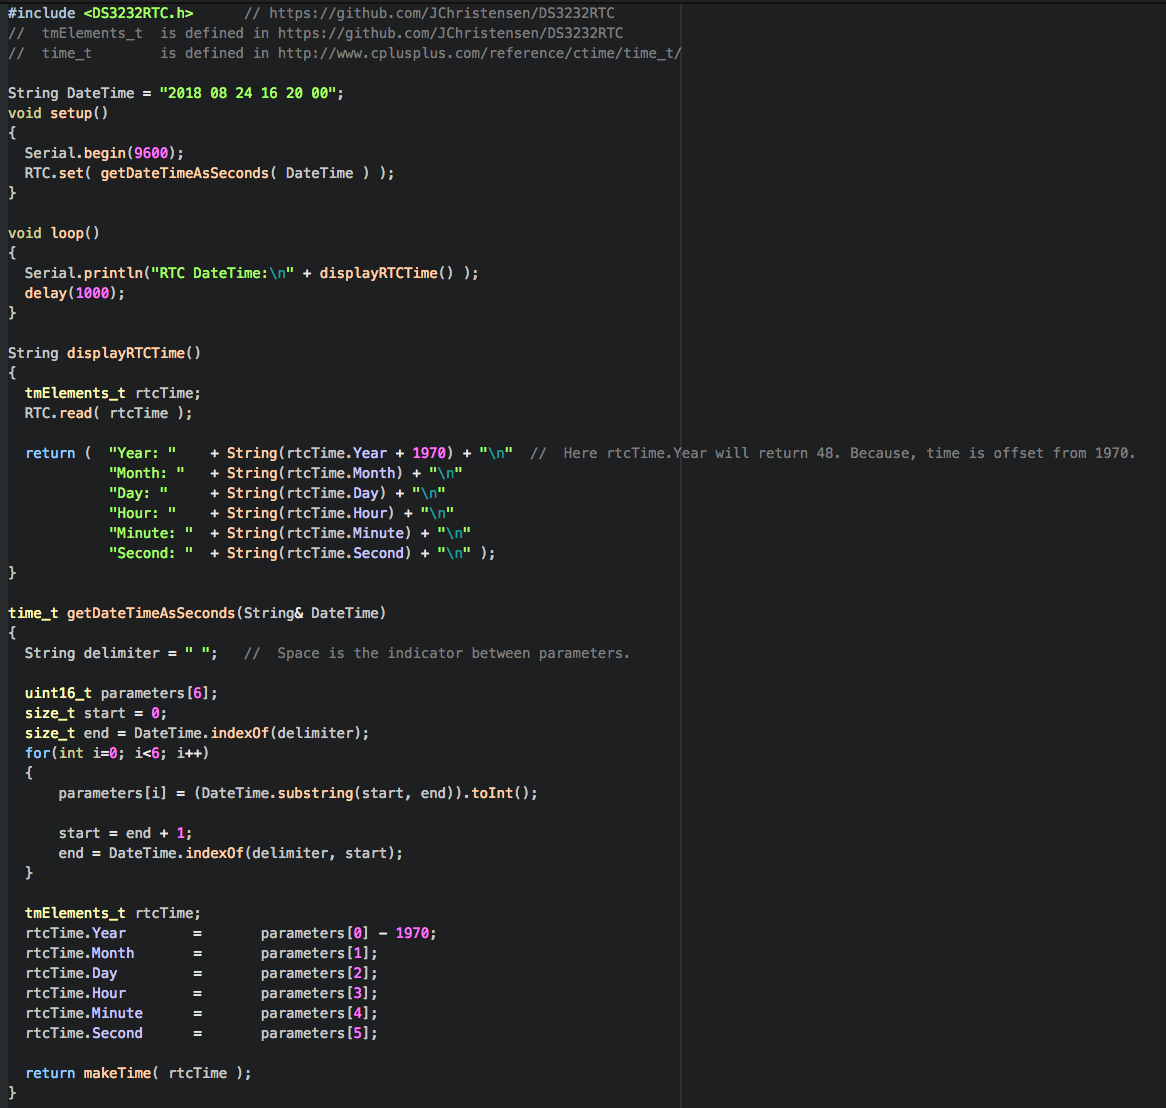 #include <DS3232RTC.h>      // https://github.com/JChristensen/DS3232RTC
//  tmElements_t  is defined in https://github.com/JChristensen/DS3232RTC
//  time_t        is defined in http://www.cplusplus.com/reference/ctime/time_t/

String DateTime = "2018 08 24 16 20 00";
void setup()
{
  Serial.begin(9600);
  RTC.set( getDateTimeAsSeconds( DateTime ) );
}

void loop()
{
  Serial.println("RTC DateTime:\n" + displayRTCTime() );
  delay(1000);
}

String displayRTCTime()
{
  tmElements_t rtcTime;
  RTC.read( rtcTime );

  return (  "Year: "    + String(rtcTime.Year + 1970) + "\n"  //  Here rtcTime.Year will return 48. Because, time is offset from 1970.
            "Month: "   + String(rtcTime.Month) + "\n"
            "Day: "     + String(rtcTime.Day) + "\n"
            "Hour: "    + String(rtcTime.Hour) + "\n"
            "Minute: "  + String(rtcTime.Minute) + "\n"
            "Second: "  + String(rtcTime.Second) + "\n" );
}

time_t getDateTimeAsSeconds(String& DateTime)
{
  String delimiter = " ";   //  Space is the indicator between parameters.

  uint16_t parameters[6];
  size_t start = 0;
  size_t end = DateTime.indexOf(delimiter);
  for(int i=0; i<6; i++)
  {
      parameters[i] = (DateTime.substring(start, end)).toInt();

      start = end + 1;
      end = DateTime.indexOf(delimiter, start);
  }

  tmElements_t rtcTime;
  rtcTime.Year        =       parameters[0] - 1970;
  rtcTime.Month       =       parameters[1];
  rtcTime.Day         =       parameters[2];
  rtcTime.Hour        =       parameters[3];
  rtcTime.Minute      =       parameters[4];
  rtcTime.Second      =       parameters[5];

  return makeTime( rtcTime );
}